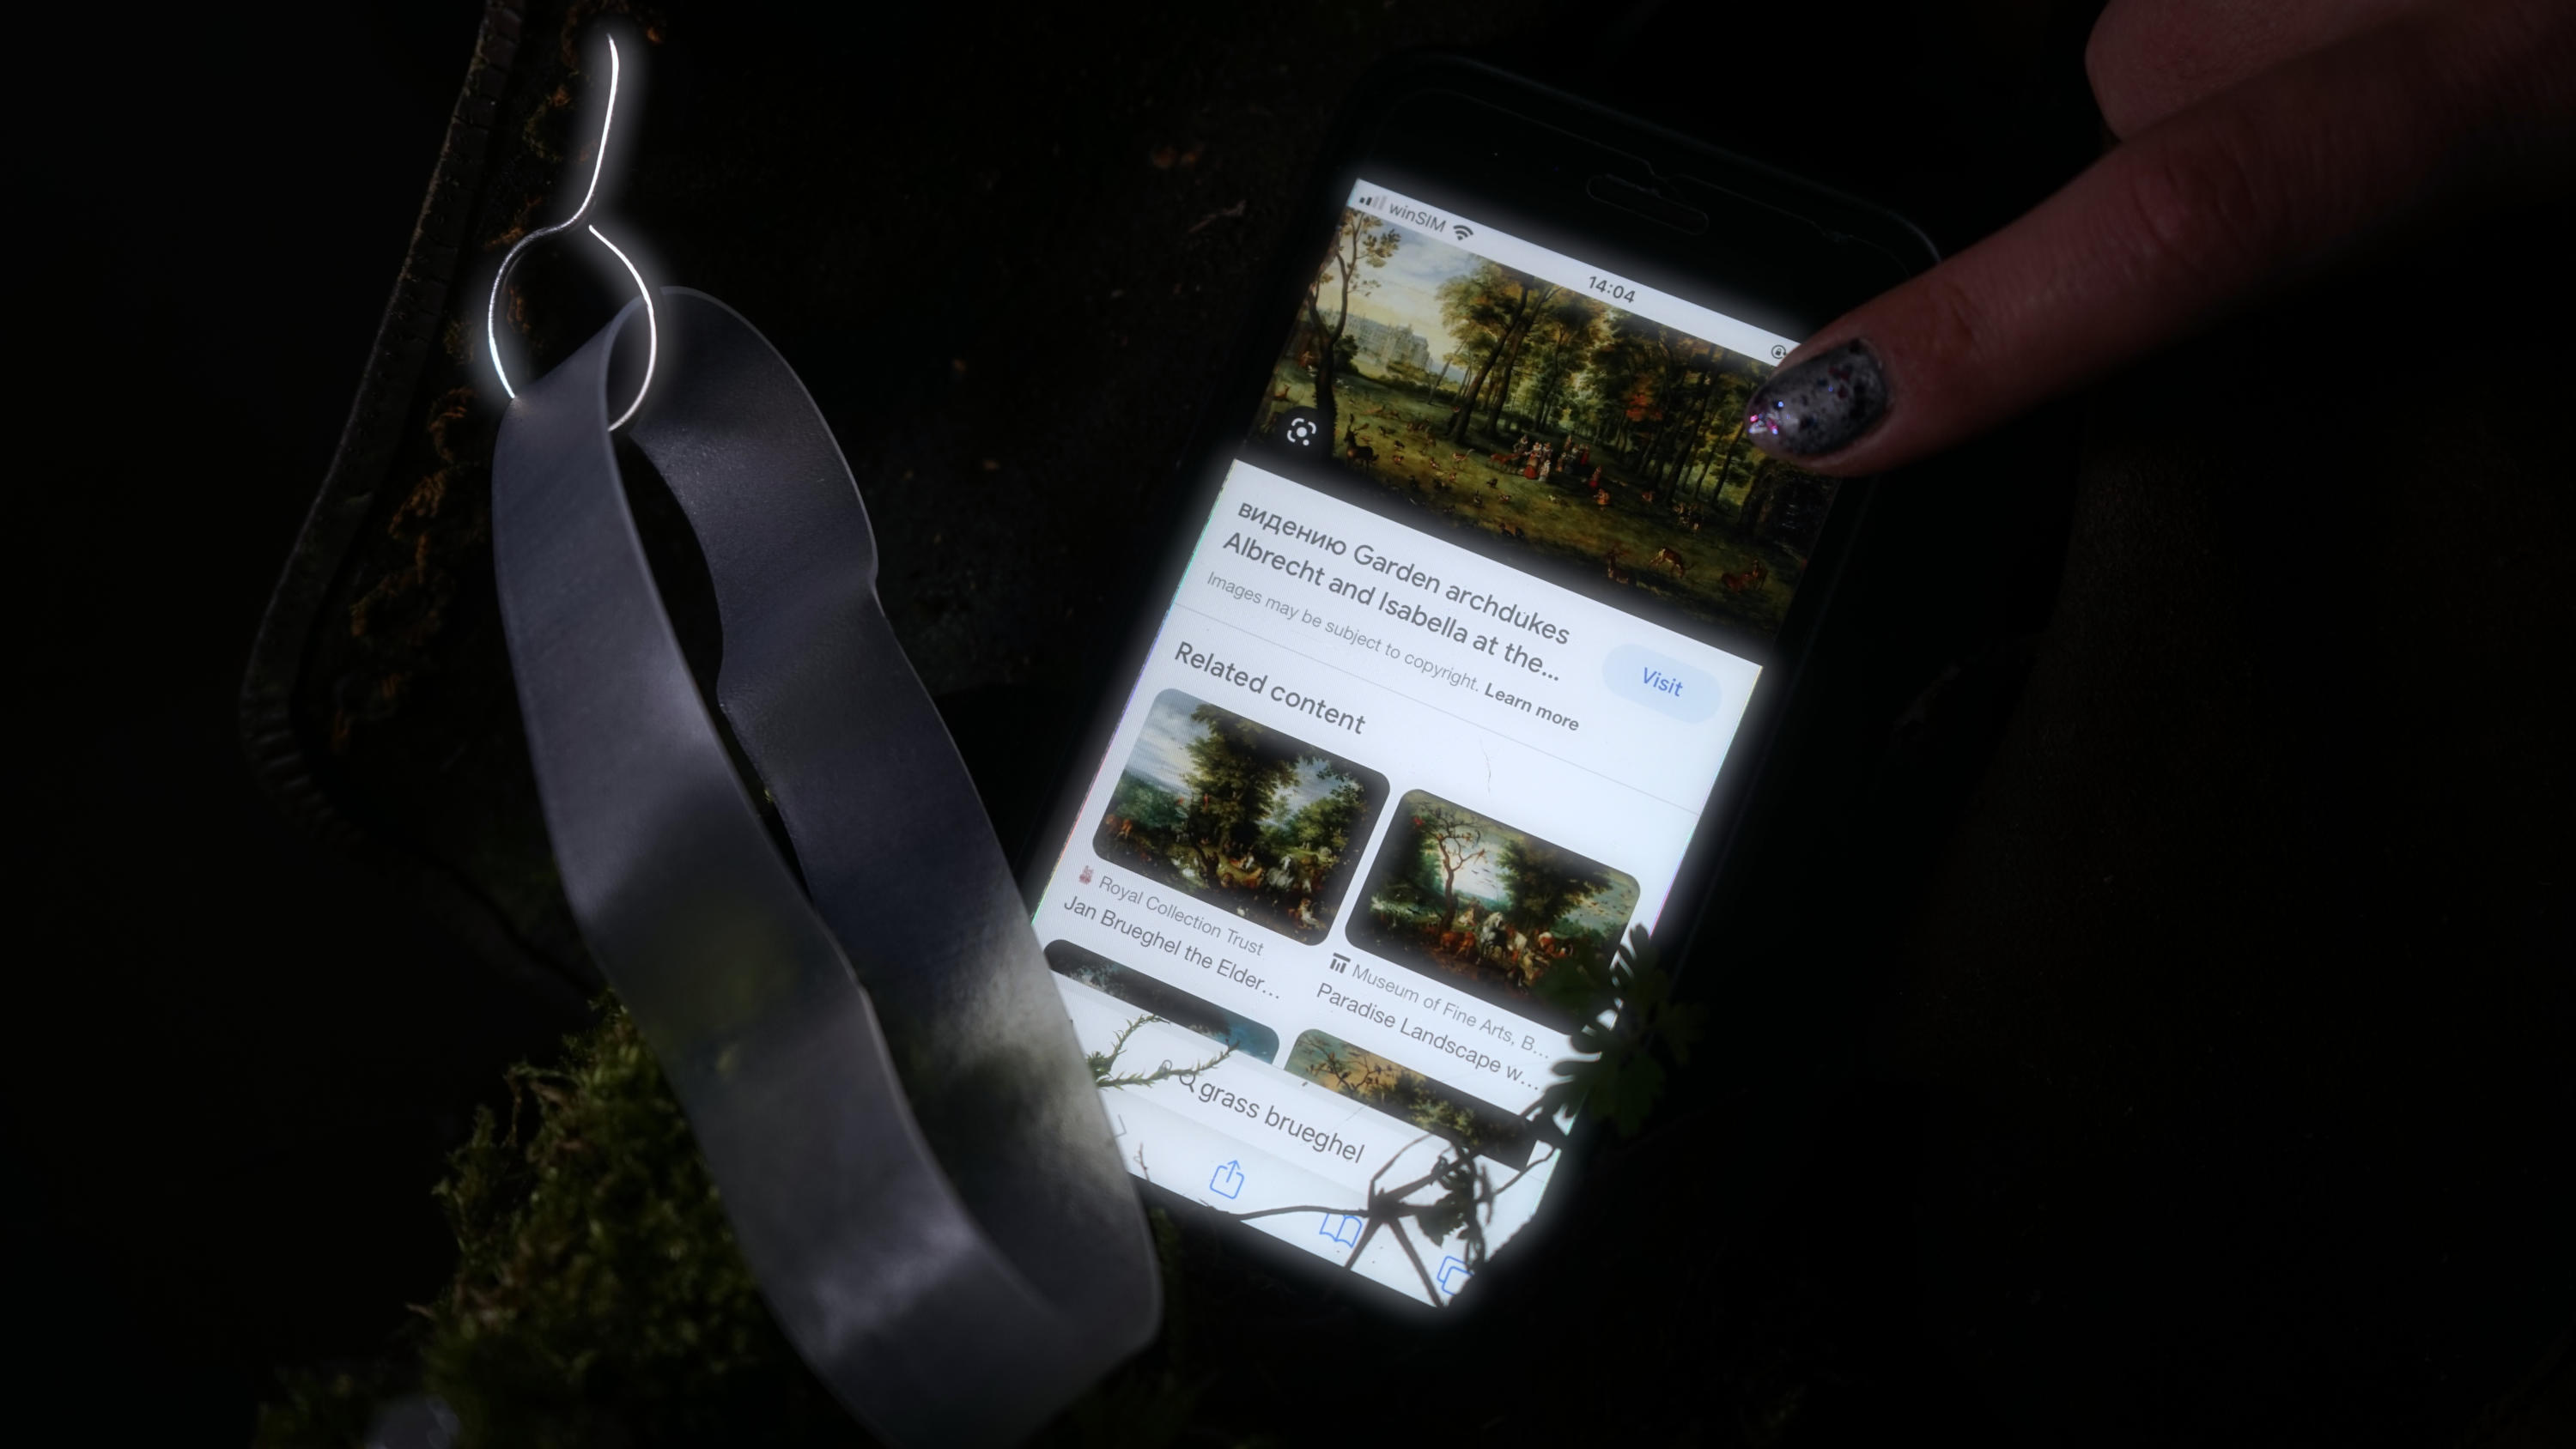 winSIM
14:04
видению Garden archdukes
Albrecht and Isabella at the...
Images may be subject to copyright. Learn more
Visit
Related content
Royal Collection Trust
Jan Brueghel the Elder...
Museum of Fine Arts, B...
Paradise Landscape w...
grass brueghel